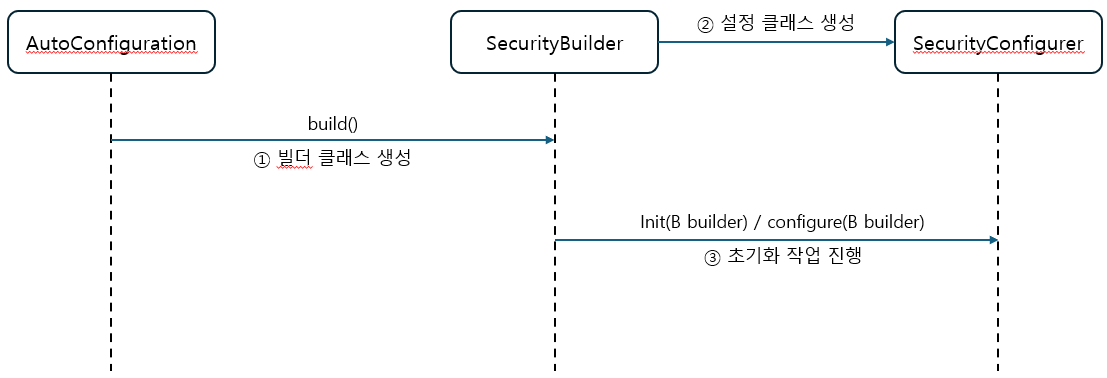 AutoConfiguration
SecurityBuilder
② 설정 클래스 생성
SecurityConfigurer
build()
① 빌더 클래스 생성
Init(B builder) / configure(B builder)
③ 초기화 작업 진행